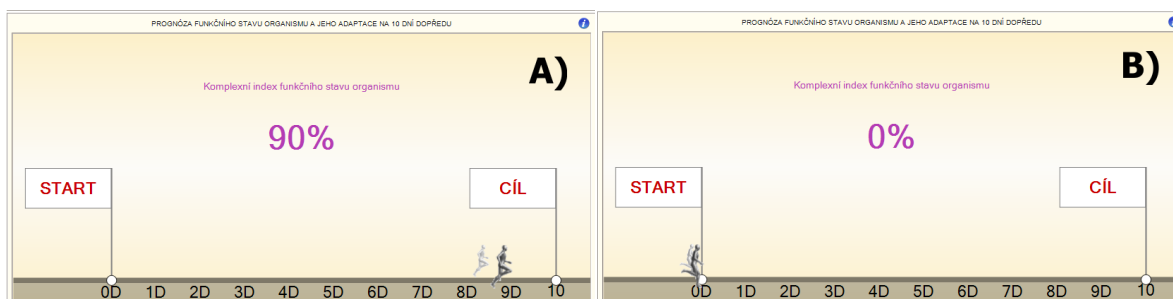 PROGNÓZA FUNKČNÍHO STAVU ORGANISMU A JEHO ADAPTACE NA 10 DNÍ DOPŘEDU
i
A)
Komplexní index funkčního stavu organismu
90%
START
CÍL
0D 1D 2D 3D 4D 5D 6D 7D 8D 9D 10
PROGNÓZA FUNKČNÍHO STAVU ORGANISMU A JEHO ADAPTACE NA 10 DNÍ DOPŘEDU
i
B)
Komplexní index funkčního stavu organismu
0%
START
CÍL
0D 1D 2D 3D 4D 5D 6D 7D 8D 9D 10